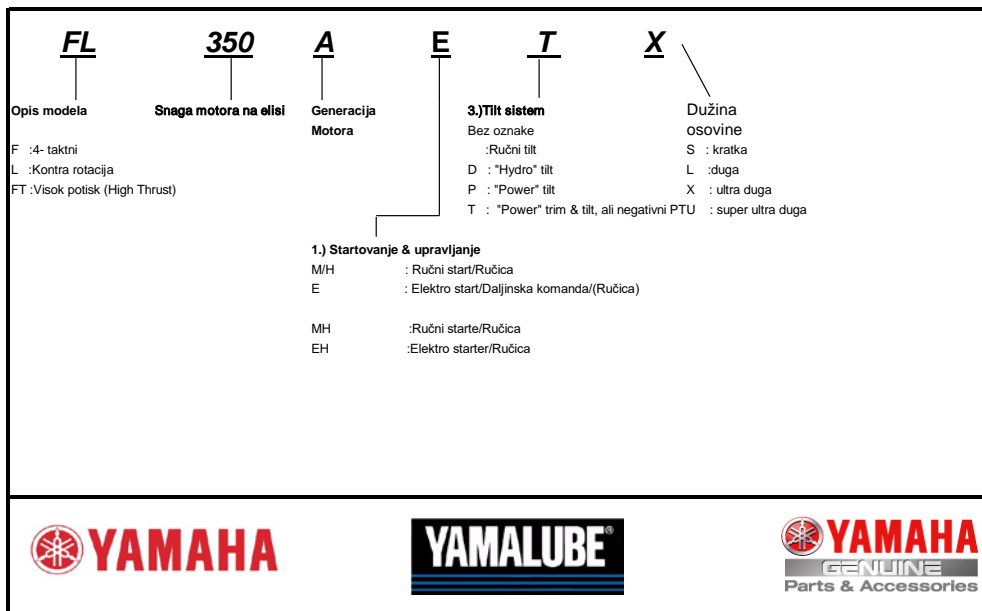 FL 350 A E T X
Opis modela
F :4- taktni
L :Kontra rotacija
FT :Visok potisk (High Thrust)
Snaga motora na elisi
Generacija
Motora
3.)Tilt sistem
Bez oznake
:Ručni tilt
D : "Hydro" tilt
P : "Power" tilt
T : "Power" trim & tilt, ali negativni PT
Dužina
osovine
S : kratka
L :duga
X : ultra duga
U : super ultra duga
1.) Startovanje & upravljanje
M/H : Ručni start/Ručica
E : Elektro start/Daljinska komanda/(Ručica)
MH :Ručni starte/Ručica
EH :Elektro starter/Ručica
YAMAHA
YAMALUBE®
YAMAHA
GENUINE
Parts & Accessories